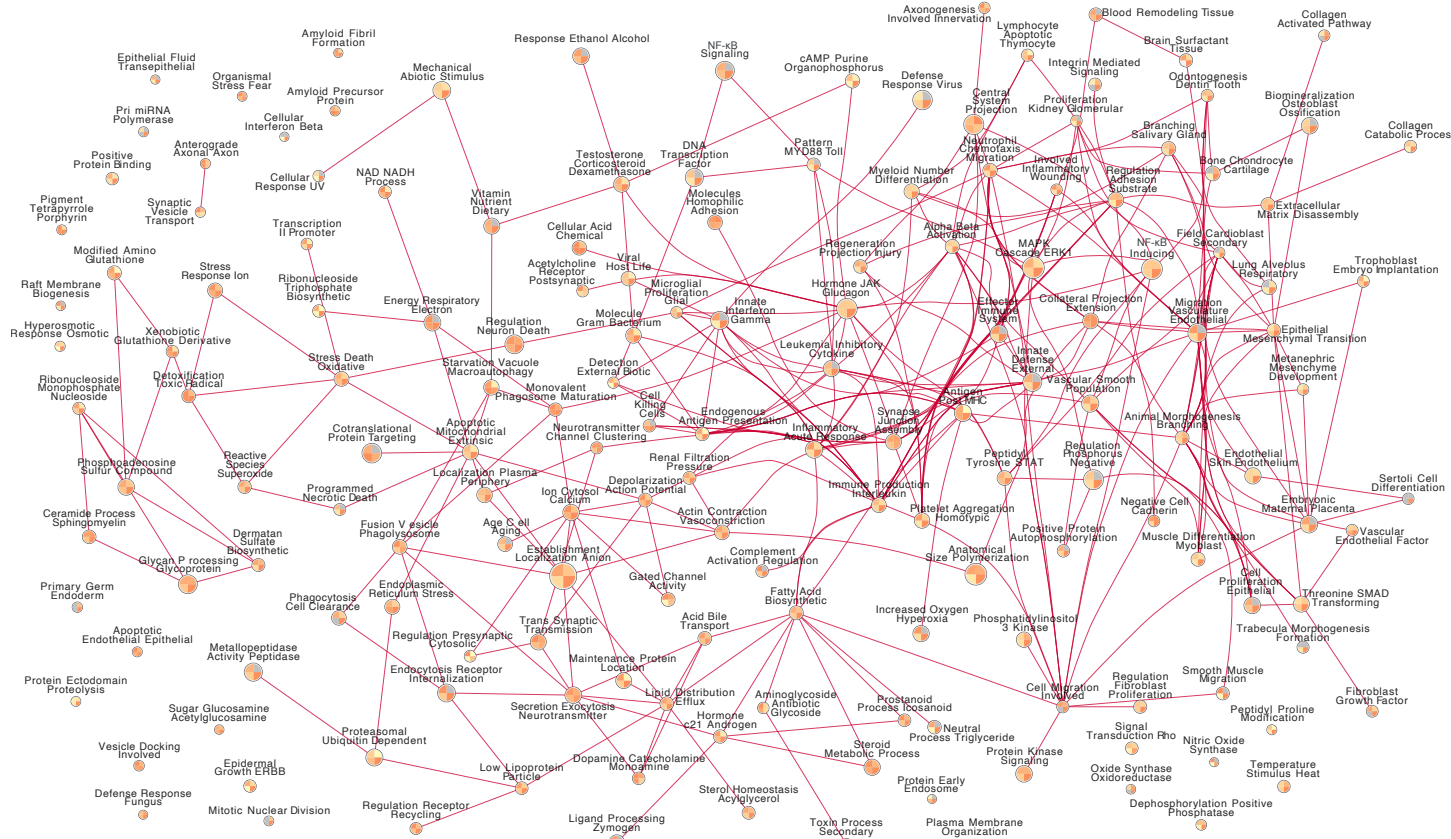 Axonogenesis
Involved Innervation
Blood Remodeling Tissue
Collagen
Activated Pathway
Amyloid Fibril
Formation
Epithelial Fluid
Transepithelial
Response Ethanol Alcohol
NF-κB
Signaling
Lymphocyte
Apoptotic
Thymocyte
Brain Surfactant
Tissue
Mechanical
Abiotic Stimulus
Organismal
Stress Fear
cAMP Purine
Organophosphorus
Defense
Response Virus
Integrin Mediated
Signaling
Odontogenesis
Dentin Tooth
Amyloid Precursor
Protein
Central
System
Projection
Proliferation
Kidney Glomerular
Biomineralization
Osteoblast
Ossification
Pri miRNA
Polymerase
Cellular
Interferon Beta
Collagen
Catabolic Proces
Branching
Salivary Gland
Anterograde
Axonal Axon
Positive
Protein Binding
Testosterone
Corticosteroid
Dexamethasone
DNA
Transcription
Factor
Pattern
MYD88 Toll
Neutrophil
Chemotaxis
Migration
Myeloid Number
Differentiation
Involved
Inflammatory
Wounding
Regulation
Adhesion
Substrate
Bone Chondrocyte
Cartilage
Cellular
Response UV
NAD NADH
Process
Pigment
Tetrapyrrole
Porphyrin
Synaptic
Vesicle
Transport
Vitamin
Nutrient
Dietary
Molecules
Homophilic
Adhesion
Extracellular
Matrix Disassembly
Transcription
II Promoter
Cellular Acid
Chemical
Alpha Beta
Activation
Field Cardioblast
Secondary
Modified Amino
Glutathione
Regeneration
Projection Injury
MAPK
Cascade ERK1
NF-κB
Inducing
Stress
Response Ion
Acetylcholine
Receptor
Postsynaptic
Viral
Host Life
Lung Alveolus
Respiratory
Trophoblast
Embryo Implantation
Raft Membrane
Biogenesis
Ribonucleoside
Triphosphate
Biosynthetic
Microglial
Proliferation
Glial
Innate
Interferon
Gamma
Hormone JAK
Glucagon
Energy Respiratory
Electron
Effector
Immune
System
Collateral Projection
Extension
Migration
Vasculature
Endothelial
Hyperosmotic
Response Osmotic
Xenobiotic
Glutathione Derivative
Regulation
Neuron Death
Molecule
Gram Bacterium
Epithelial
Mesenchymal Transition
Leukemia Inhibitory
Cytokine
Innate
Defense
External
Stress Death
Oxidative
Starvation Vacuole
Macroautophagy
Detection
External Biotic
Metanephric
Mesenchyme
Development
Ribonucleoside
Monophosphate
Nucleoside
Detoxification
Toxic Radical
Monovalent
Phagosome Maturation
Vascular Smooth
Population
Antigen
Post MHC
Cell
Killing
Cells
Endogenous
Antigen Presentation
Synapse
Junction
Assembly
Animal Morphogenesis
Branching
Cotranslational
Protein Targeting
Apoptotic
Mitochondrial
Extrinsic
Neurotransmitter
Channel Clustering
Inflammatory
Acute Response
Regulation
Phosphorus
Negative
Reactive
Species
Superoxide
Renal Filtration
Pressure
Peptidyl
Tyrosine STAT
Endothelial
Skin Endothelium
Phosphoadenosine
Sulfur Compound
Localization Plasma
Periphery
Programmed
Necrotic Death
Depolarization
Action Potential
Immune Production
Interleukin
Sertoli Cell
Differentiation
Ion Cytosol
Calcium
Negative Cell
Cadherin
Embryonic
Maternal Placenta
Ceramide Process
Sphingomyelin
Platelet Aggregation
Homotypic
Age Cell
Aging
Actin Contraction
Vasoconstriction
Fusion Vesicle
Phagolysosome
Dermatan
Sulfate
Biosynthetic
Positive Protein
Autophosphorylation
Muscle Differentiation
Myoblast
Vascular
Endothelial Factor
Establishment
Localization Anion
Complement
Activation Regulation
Anatomical
Size Polymerization
Glycan Processing
Glycoprotein
Primary Germ
Endoderm
Endoplasmic
Reticulum Stress
Gated Channel
Activity
Cell
Proliferation
Epithelial
Threonine SMAD
Transforming
Phagocytosis
Cell Clearance
Fatty Acid
Biosynthetic
Increased Oxygen
Hyperoxia
Phosphatidylinositol
3 Kinase
Trans Synaptic
Transmission
Acid Bile
Transport
Trabecula Morphogenesis
Formation
Apoptotic
Endothelial Epithelial
Regulation Presynaptic
Cytosolic
Metallopeptidase
Activity Peptidase
Maintenance Protein
Location
Endocytosis Receptor
Internalization
Smooth Muscle
Migration
Protein Ectodomain
Proteolysis
Cell Migration
Involved
Regulation
Fibroblast
Proliferation
Fibroblast
Growth Factor
Secretion Exocytosis
Neurotransmitter
Lipid Distribution
Efflux
Aminoglycoside
Antibiotic
Glycoside
Prostanoid
Process Icosanoid
Sugar Glucosamine
Acetylglucosamine
Peptidyl Proline
Modification
Hormone
c21 Androgen
Neutral
Process Triglyceride
Proteasomal
Ubiquitin Dependent
Signal
Transduction Rho
Nitric Oxide
Synthase
Vesicle Docking
Involved
Steroid
Metabolic Process
Protein Kinase
Signaling
Dopamine Catecholamine
Monoamine
Low Lipoprotein
Particle
Epidermal
Growth ERBB
Oxide Synthase
Oxidoreductase
Temperature
Stimulus Heat
Protein Early
Endosome
Defense Response
Fungus
Mitotic Nuclear Division
Regulation Receptor
Recycling
Sterol Homeostasis
Acylglycerol
Dephosphorylation Positive
Phosphatase
Ligand Processing
Zymogen
Toxin Process
Secondary
Plasma Membrane
Organization